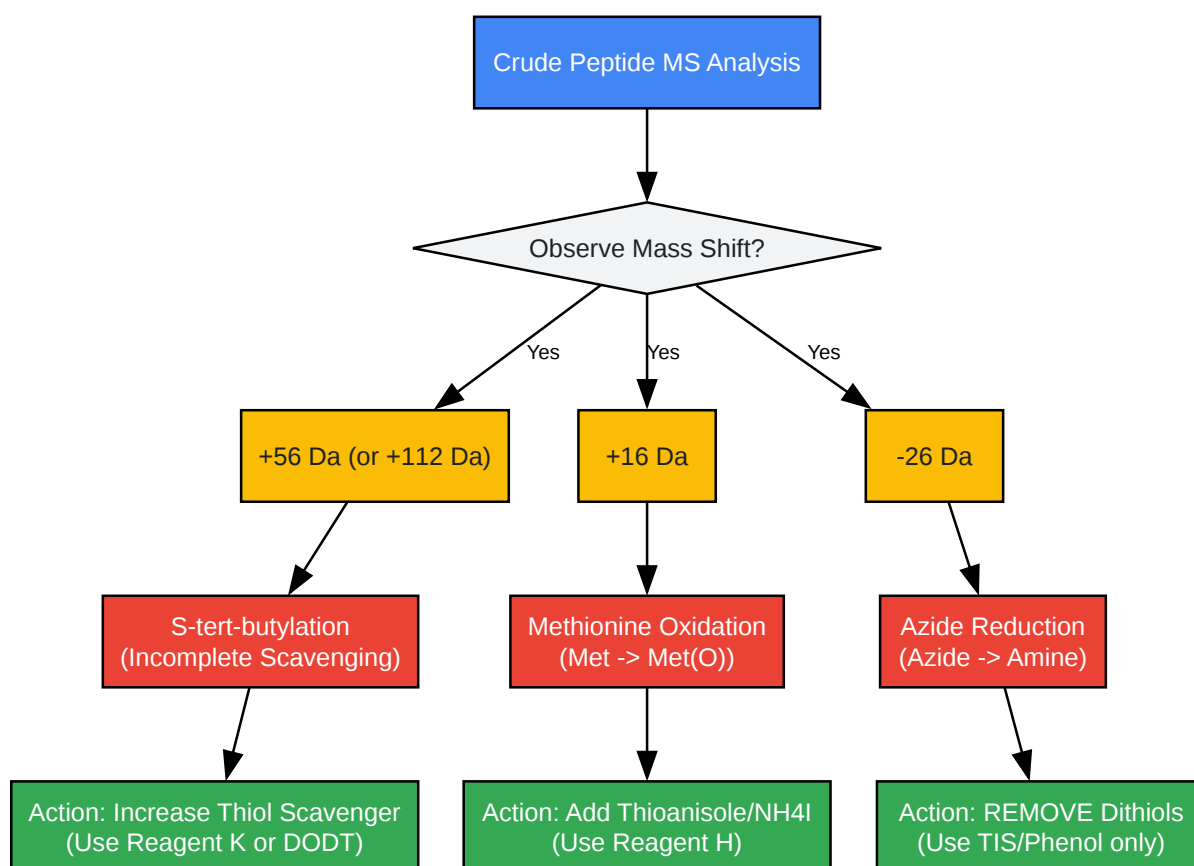 Crude Peptide MS Analysis
Observe Mass Shift?
Yes
Yes
Yes
+56 Da (or +112 Da)
+16 Da
-26 Da
S-tert-butylation
(Incomplete Scavenging)
Methionine Oxidation
(Met -> Met(O))
Azide Reduction
(Azide -> Amine)
Action: Increase Thiol Scavenger
(Use Reagent K or DODT)
Action: Add Thioanisole/NH4I
(Use Reagent H)
Action: REMOVE Dithiols
(Use TIS/Phenol only)